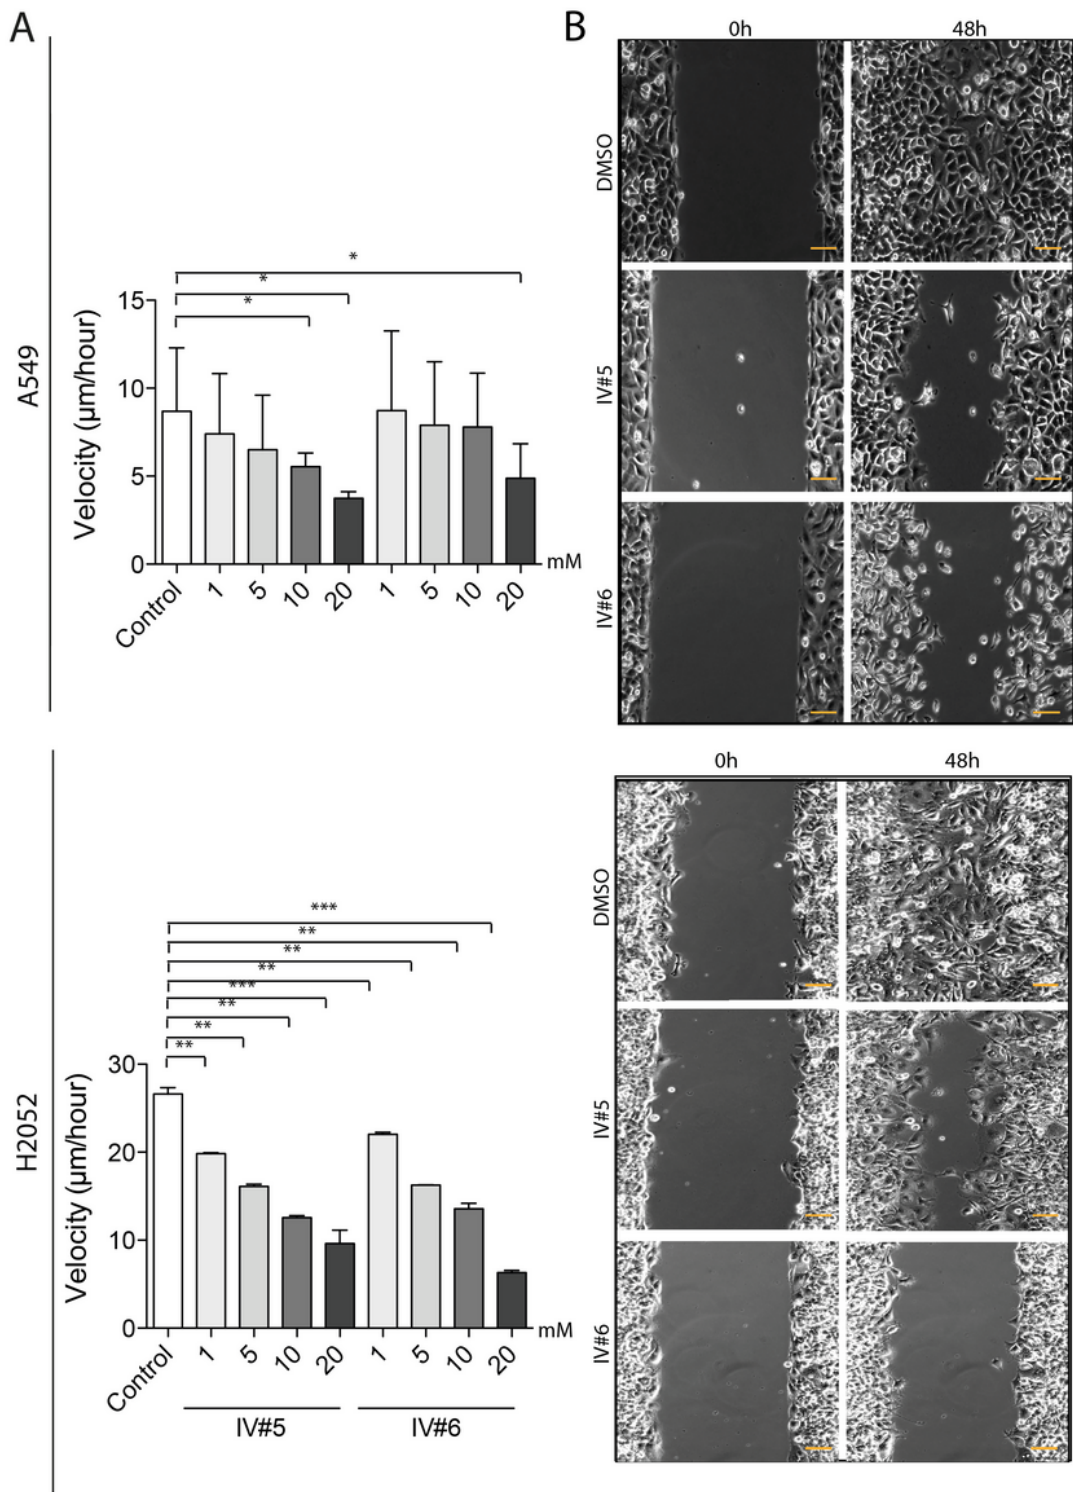 A
A549
*
*
*
Velocity (µm/hour)
15
10
5
0
Control
1
5
10
20
1
5
10
20
mM
H2052
***
**
**
**
***
**
**
**
Velocity (µm/hour)
30
20
10
0
Control
1
5
10
20
1
5
10
20
mM
IV#5
IV#6
B
0h
48h
DMSO
IV#5
IV#6
0h
48h
DMSO
IV#5
IV#6